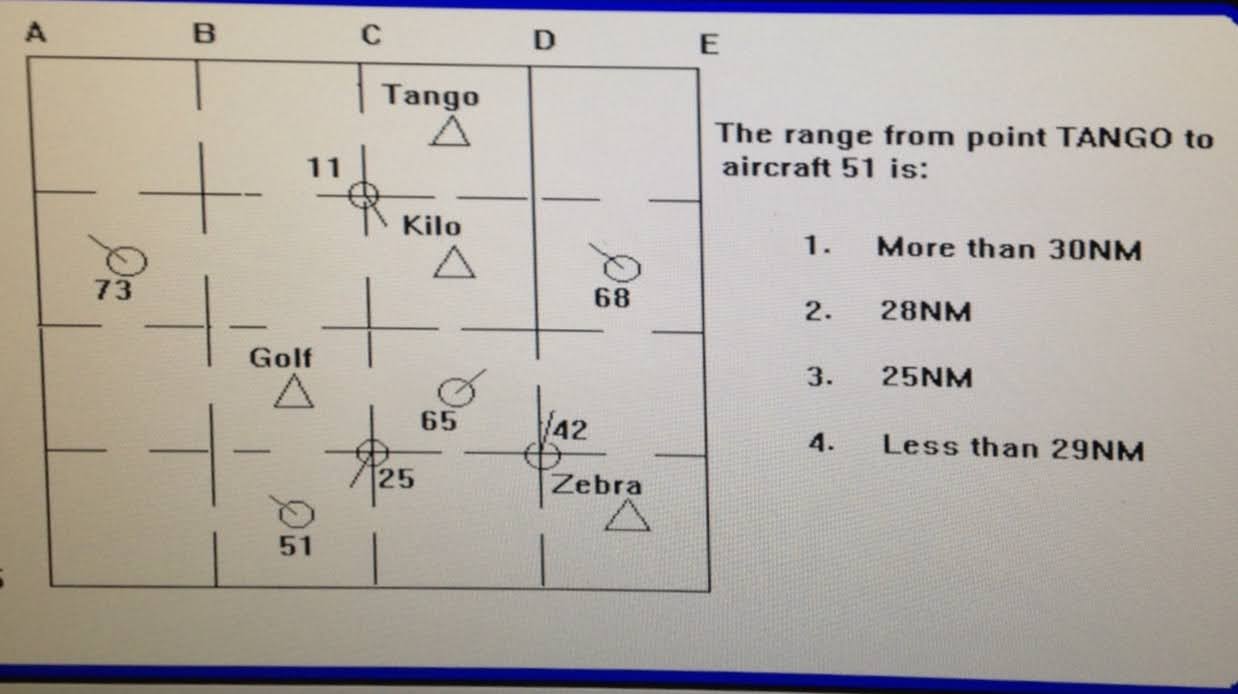 A B C D E
Tango
The range from point TANGO to
aircraft 51 is:
11
Kilo
1. More than 30NM
73
68
2. 28NM
Golf
3. 25NM
65
42
4. Less than 29NM
25
Zebra
51